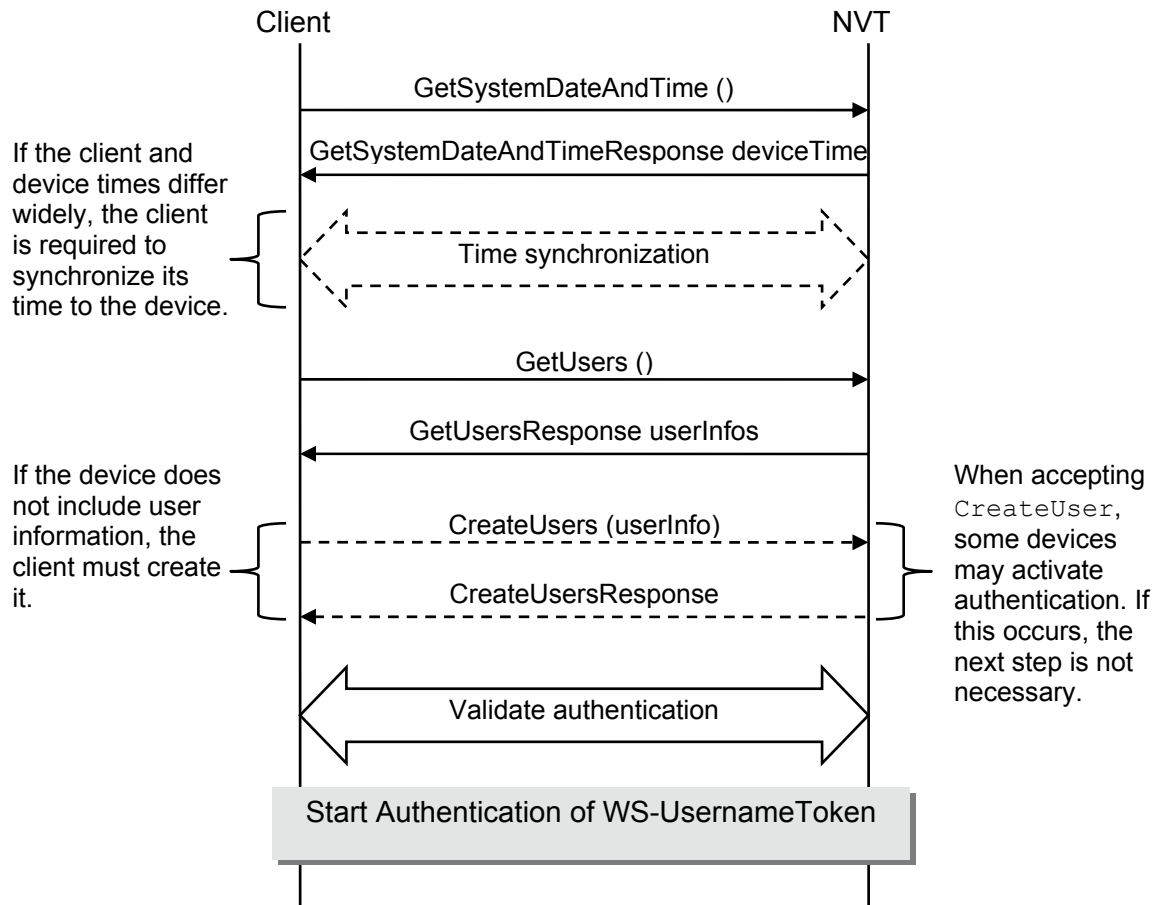 Client
NVT
GetSystemDateAndTime ()
GetSystemDateAndTimeResponse deviceTime
If the client and
device times differ
widely, the client
is required to
synchronize its
time to the device.
Time synchronization
GetUsers ()
GetUsersResponse userInfos
If the device does
not include user
information, the
client must create
it.
CreateUsers (userInfo)
CreateUsersResponse
When accepting
CreateUser,
some devices
may activate
authentication. If
this occurs, the
next step is not
necessary.
Validate authentication
Start Authentication of WS-UsernameToken